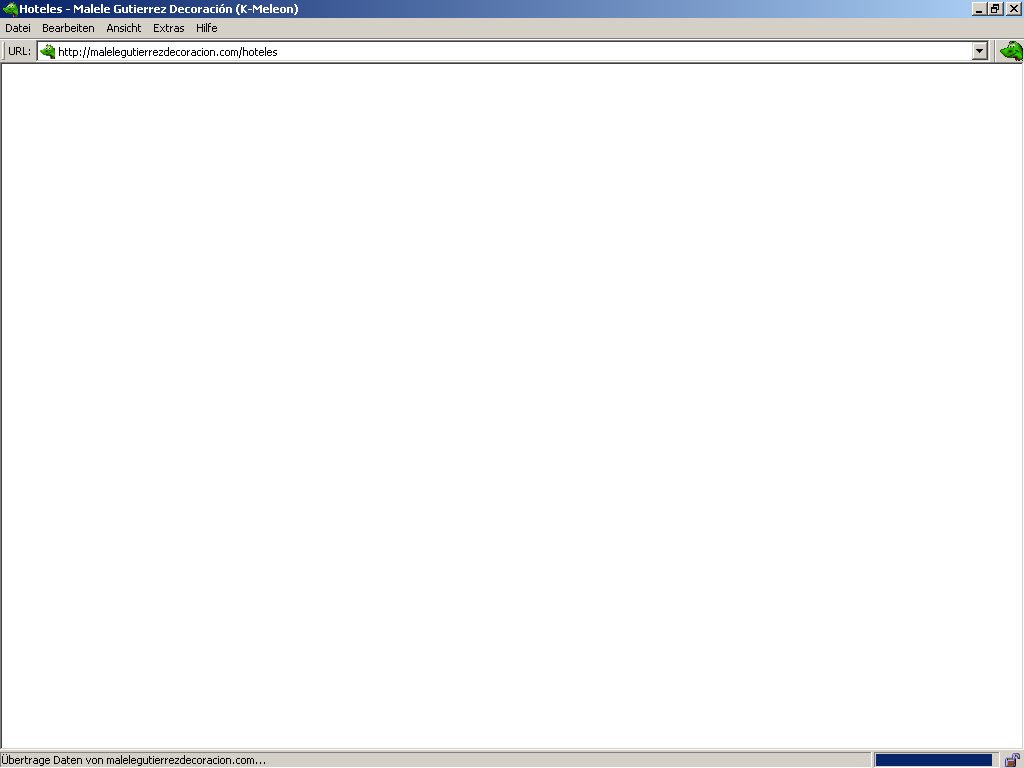 Hoteles - Malele Gutierrez Decoración (K-Meleon)
Datei Bearbeiten Ansicht Extras Hilfe
URL: http://malelegutierrezdecoracion.com/hoteles
Übertrage Daten von malelegutierrezdecoracion.com...